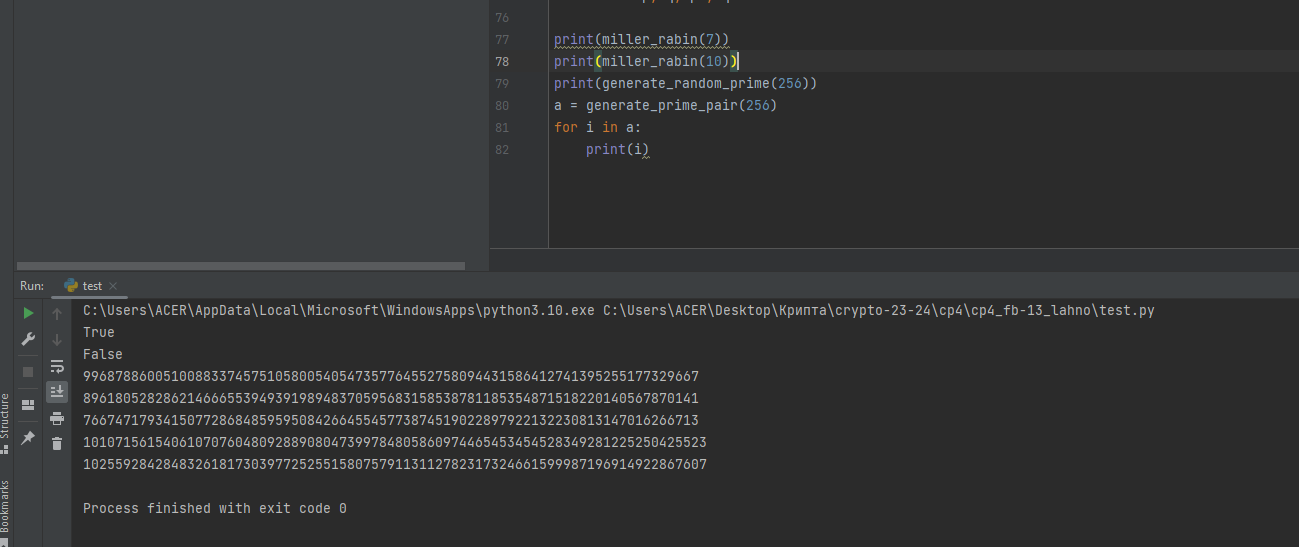 76
77 print(miller_rabin(7))
78 print(miller_rabin(10))
79 print(generate_random_prime(256))
80 a = generate_prime_pair(256)
81 for i in a:
82 print(i)
Run: test
C:\Users\ACER\AppData\Local\Microsoft\WindowsApps\python3.10.exe C:\Users\ACER\Desktop\Крипта\crypto-23-24\cp4\cp4_fb-13_lahno\test.py
True
False
99687886005100883374575105800540547357764552758094431586412741395255177329667
89618052828621466655394939198948370595683158538781185354871518220140567870141
76674717934150772868485959508426645545773874519022897922132230813147016266713
101071561540610707604809288908047399784805860974465453454528349281225250425523
102559284284832618173039772525515807579113112782317324661599987196914922867607
Process finished with exit code 0
Structure
Bookmarks